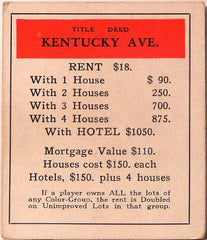 TITLE DEED
KENTUCKY AVE.
RENT $18.
With 1 House $ 90.
With 2 Houses 250.
With 3 Houses 700.
With 4 Houses 875.
With HOTEL $1050.
Mortgage Value $110.
Houses cost $150. each
Hotels, $150. plus 4 houses
If a player owns ALL the lots of
any Color-Group, the rent is Doubled
on Unimproved Lots in that group.